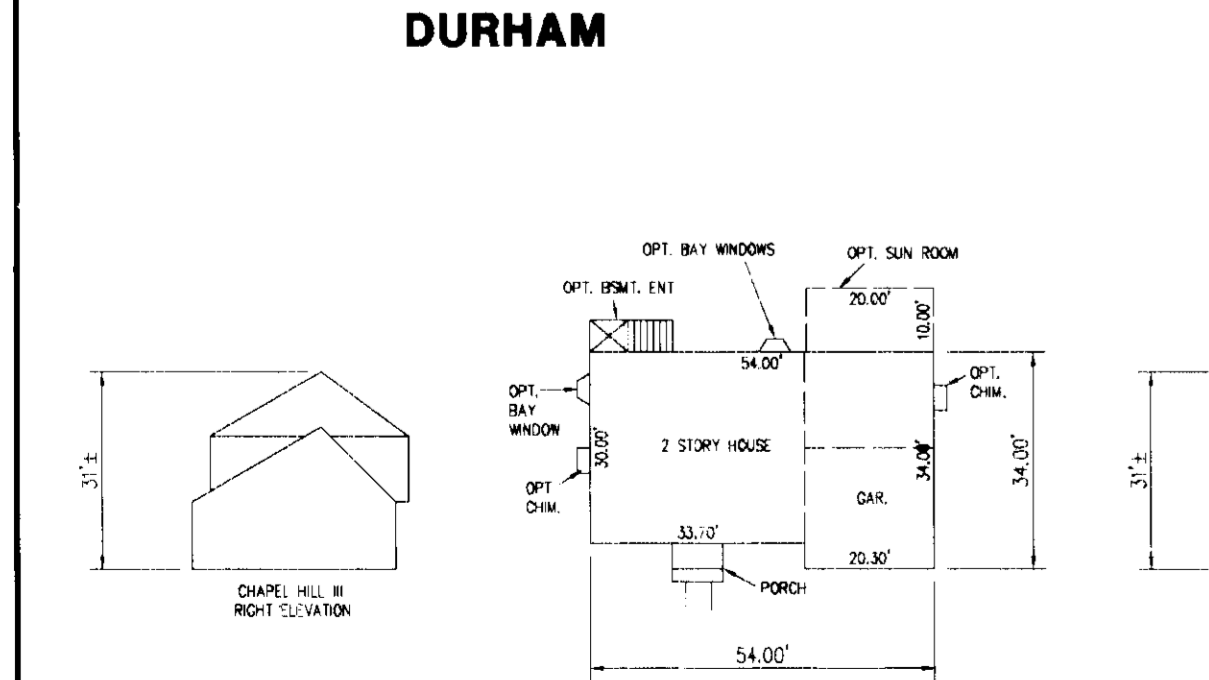 DURHAM
OPT. BAY WINDOWS
OPT. SUN ROOM
OPT. BSMT. ENT
20.00'
10.00'
54.00'
OPT.
CHIM.
OPT.
BAY
WINDOW
30.00'
2 STORY HOUSE
34.00'
34.00'
31'±
31'±
OPT
CHIM.
GAR.
33.70'
20.30'
PORCH
CHAPEL HILL III
RIGHT ELEVATION
54.00'